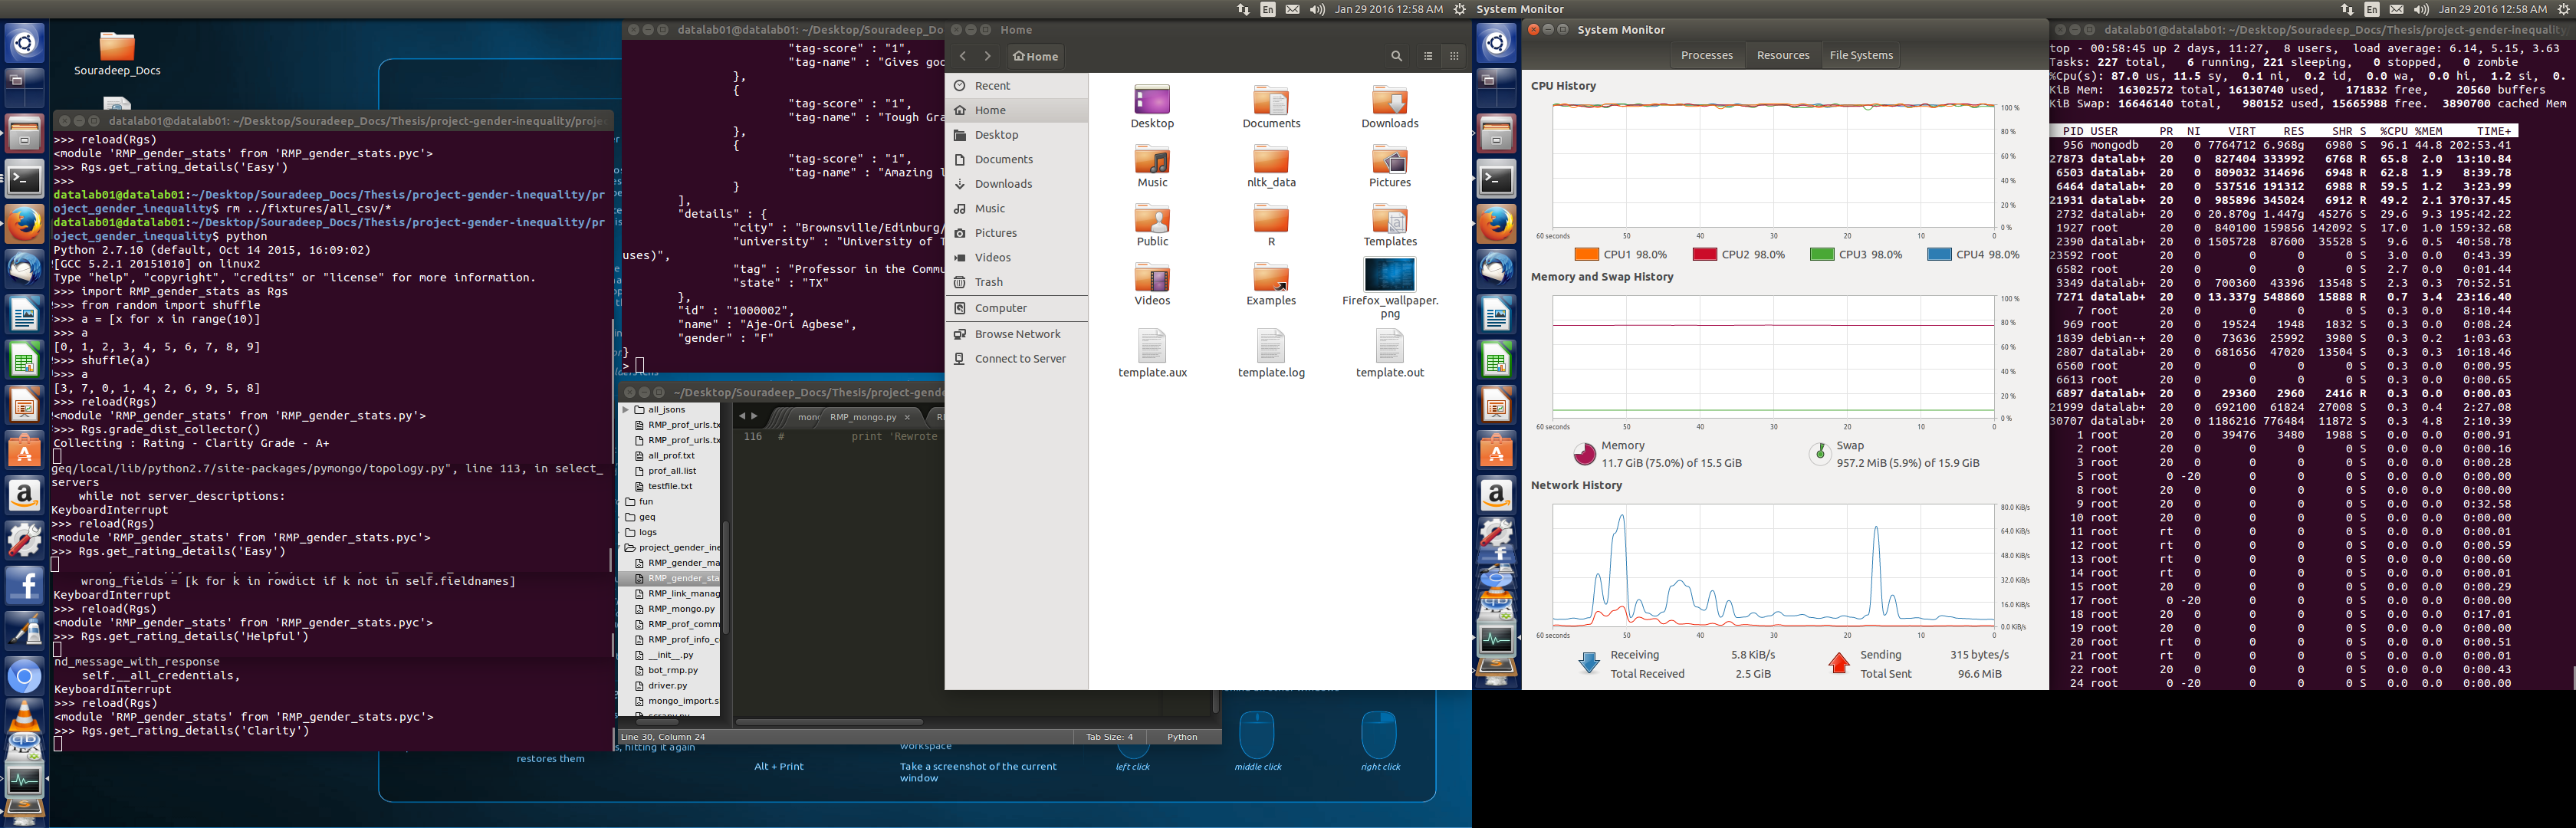 En
Jan 29 2016 12:58 AM
System Monitor
En
Jan 29 2016 12:58 AM
Souradeep_Docs
datalab01@datalab01: ~/Desktop/Souradeep_Docs/Thesis/project-gender-inequality/projec
>>> reload(Rgs)
<module 'RMP_gender_stats' from 'RMP_gender_stats.pyc'>
>>> Rgs.get_rating_details('Easy')
>>>
datalab01@datalab01:~/Desktop/Souradeep_Docs/Thesis/project-gender-inequality/pr
oject_gender_inequality$ rm ../fixtures/all_csv/*
datalab01@datalab01:~/Desktop/Souradeep_Docs/Thesis/project-gender-inequality/pr
oject_gender_inequality$ python
Python 2.7.10 (default, Oct 14 2015, 16:09:02)
[GCC 5.2.1 20151010] on linux2
Type "help", "copyright", "credits" or "license" for more information.
>>> import RMP_gender_stats as Rgs
>>> from random import shuffle
>>> a = [x for x in range(10)]
>>> a
[0, 1, 2, 3, 4, 5, 6, 7, 8, 9]
>>> shuffle(a)
>>> a
[3, 7, 0, 1, 4, 2, 6, 9, 5, 8]
>>> reload(Rgs)
<module 'RMP_gender_stats' from 'RMP_gender_stats.py'>
>>> Rgs.grade_dist_collector()
Collecting : Rating - Clarity Grade - A+
geq/local/lib/python2.7/site-packages/pymongo/topology.py", line 113, in select_
servers
while not server_descriptions:
KeyboardInterrupt
>>> reload(Rgs)
<module 'RMP_gender_stats' from 'RMP_gender_stats.pyc'>
>>> Rgs.get_rating_details('Easy')
wrong_fields = [k for k in rowdict if k not in self.fieldnames]
KeyboardInterrupt
>>> reload(Rgs)
<module 'RMP_gender_stats' from 'RMP_gender_stats.pyc'>
>>> Rgs.get_rating_details('Helpful')
nd_message_with_response
self.__all_credentials,
KeyboardInterrupt
>>> reload(Rgs)
<module 'RMP_gender_stats' from 'RMP_gender_stats.pyc'>
>>> Rgs.get_rating_details('Clarity')
datalab01@datalab01: ~/Desktop/Souradeep_Do
"tag-score" : "1",
"tag-name" : "Gives goo
},
{
"tag-score" : "1",
"tag-name" : "Tough Gra
},
{
"tag-score" : "1",
"tag-name" : "Amazing l
}
],
"details" : {
"city" : "Brownsville/Edinburg/
"university" : "University of T
uses)",
"tag" : "Professor in the Commu
"state" : "TX"
},
"id" : "1000002",
"name" : "Aje-Ori Agbese",
"gender" : "F"
}
>
~/Desktop/Souradeep_Docs/Thesis/project-gen
all_jsons
RMP_prof_urls.tx
RMP_prof_urls.tx
all_prof.txt
prof_all.list
testfile.txt
fun
geq
logs
project_gender_ine
RMP_gender_ma
RMP_gender_sta
RMP_link_manag
RMP_mongo.py
RMP_prof_comm
RMP_prof_info_c
__init__.py
bot_rmp.py
driver.py
mongo_import.s
mon
RMP_mongo.py ×
116 # print 'Rewrote
Line 30, Column 24
Tab Size: 4
Python
s, hitting it again
restores them
Alt + Print
workspace
Take a screenshot of the current
window
left click
middle click
right click
Home
Home
Recent
Home
Desktop
Documents
Downloads
Music
Pictures
Videos
Trash
Computer
Browse Network
Connect to Server
Desktop
Documents
Downloads
Music
nltk_data
Pictures
Public
R
Templates
Videos
Examples
Firefox_wallpaper.
png
template.aux
template.log
template.out
System Monitor
Processes
Resources
File Systems
CPU History
100 %
80 %
60 %
40 %
20 %
0 %
60 seconds 50 40 30 20 10 0
CPU1 98.0%
CPU2 98.0%
CPU3 98.0%
CPU4 98.0%
Memory and Swap History
100 %
80 %
60 %
40 %
20 %
0 %
60 seconds 50 40 30 20 10 0
Memory
11.7 GiB (75.0%) of 15.5 GiB
Swap
957.2 MiB (5.9%) of 15.9 GiB
Network History
80.0 KiB/s
64.0 KiB/s
48.0 KiB/s
32.0 KiB/s
16.0 KiB/s
0.0 KiB/s
60 seconds 50 40 30 20 10 0
Receiving 5.8 KiB/s
Total Received 2.5 GiB
Sending 315 bytes/s
Total Sent 96.6 MiB
datalab01@datalab01: ~/Desktop/Souradeep_Docs/Thesis/project-gender-inequality
top - 00:58:45 up 2 days, 11:27, 8 users, load average: 6.14, 5.15, 3.63
Tasks: 227 total, 6 running, 221 sleeping, 0 stopped, 0 zombie
%Cpu(s): 87.0 us, 11.5 sy, 0.1 ni, 0.2 id, 0.0 wa, 0.0 hi, 1.2 si, 0.
KiB Mem: 16302572 total, 16130740 used, 171832 free, 20560 buffers
KiB Swap: 16646140 total, 980152 used, 15665988 free. 3890700 cached Mem
PID USER PR NI VIRT RES SHR S %CPU %MEM TIME+
956 mongodb 20 0 7764712 6.968g 6980 S 96.1 44.8 202:53.41
27873 datalab+ 20 0 827404 333992 6768 R 65.8 2.0 13:10.84
6503 datalab+ 20 0 809032 314696 6948 R 62.8 1.9 8:39.78
6464 datalab+ 20 0 537516 191312 6988 R 59.5 1.2 3:23.99
21931 datalab+ 20 0 985896 345024 6912 R 49.2 2.1 370:37.45
2732 datalab+ 20 0 20.870g 1.447g 45276 S 29.6 9.3 195:42.22
1927 root 20 0 840100 159856 142092 S 17.0 1.0 159:32.68
2390 datalab+ 20 0 1505728 87600 35528 S 9.6 0.5 40:58.78
23592 root 20 0 0 0 0 S 3.0 0.0 0:43.39
6582 root 20 0 0 0 0 S 2.7 0.0 0:01.44
3349 datalab+ 20 0 700360 43396 13548 S 2.3 0.3 70:52.51
7271 datalab+ 20 0 13.337g 548860 15888 R 0.7 3.4 23:16.40
7 root 20 0 0 0 0 S 0.3 0.0 8:10.44
969 root 20 0 19524 1948 1832 S 0.3 0.0 0:08.24
1839 debian-+ 20 0 73636 25992 3980 S 0.3 0.2 1:03.63
2807 datalab+ 20 0 681656 47020 13504 S 0.3 0.3 10:18.46
6560 root 20 0 0 0 0 S 0.3 0.0 0:00.95
6613 root 20 0 0 0 0 S 0.3 0.0 0:00.65
6897 datalab+ 20 0 29360 2960 2416 R 0.3 0.0 0:00.03
21999 datalab+ 20 0 692100 61824 27008 S 0.3 0.4 2:27.08
30707 datalab+ 20 0 1186216 776484 11872 S 0.3 4.8 2:10.39
1 root 20 0 39476 3480 1988 S 0.0 0.0 0:00.91
2 root 20 0 0 0 0 S 0.0 0.0 0:00.16
3 root 20 0 0 0 0 S 0.0 0.0 0:00.28
5 root 0 -20 0 0 0 S 0.0 0.0 0:00.00
8 root 20 0 0 0 0 S 0.0 0.0 0:00.00
9 root 20 0 0 0 0 S 0.0 0.0 0:32.58
10 root 20 0 0 0 0 S 0.0 0.0 0:00.00
11 root rt 0 0 0 0 S 0.0 0.0 0:00.01
12 root rt 0 0 0 0 S 0.0 0.0 0:00.59
13 root rt 0 0 0 0 S 0.0 0.0 0:00.60
14 root rt 0 0 0 0 S 0.0 0.0 0:00.01
15 root 20 0 0 0 0 S 0.0 0.0 0:00.29
17 root 0 -20 0 0 0 S 0.0 0.0 0:00.00
18 root 20 0 0 0 0 S 0.0 0.0 0:17.01
19 root 20 0 0 0 0 S 0.0 0.0 0:00.00
20 root rt 0 0 0 0 S 0.0 0.0 0:00.51
21 root rt 0 0 0 0 S 0.0 0.0 0:00.01
22 root 20 0 0 0 0 S 0.0 0.0 0:00.43
24 root 0 -20 0 0 0 S 0.0 0.0 0:00.00